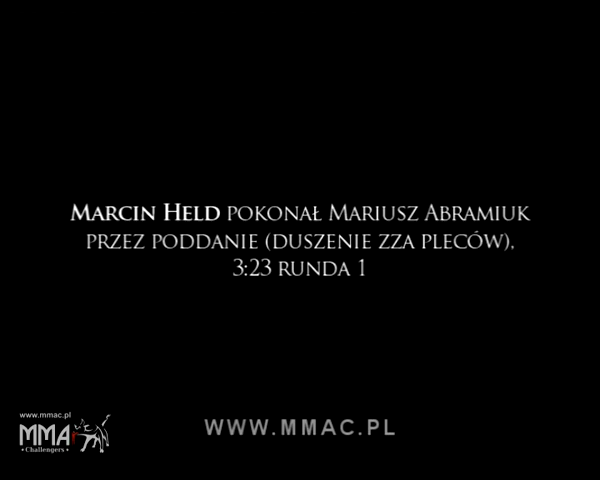 Marcin Held pokonał Mariusz Abramiuk
przez poddanie (duszenie zza pleców),
3:23 runda 1
www.mmac.pl
MMA
• Challengers •
WWW.MMAC.PL